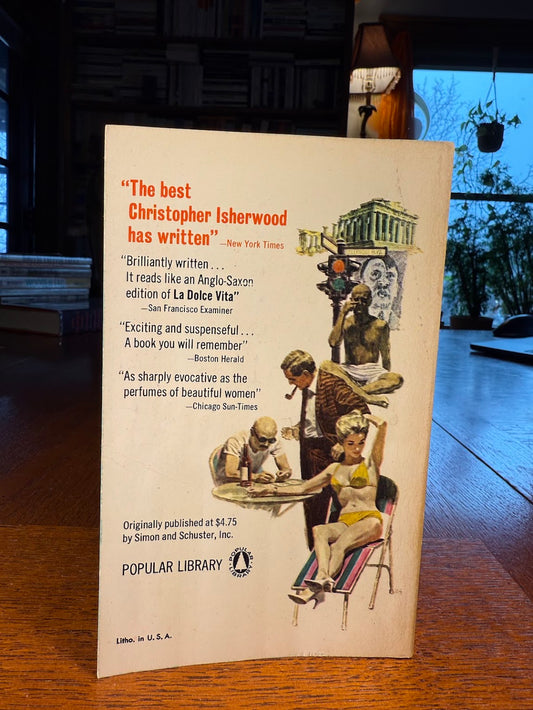 “The best
Christopher Isherwood
has written” —New York Times
“Brilliantly written . . .
It reads like an Anglo-Saxon
edition of La Dolce Vita”
—San Francisco Examiner
“Exciting and suspenseful . . .
A book you will remember”
—Boston Herald
“As sharply evocative as the
perfumes of beautiful women”
—Chicago Sun-Times
Originally published at $4.75
by Simon and Schuster, Inc.
POPULAR LIBRARY
POPULAR
LIBRARY
Litho. in U. S. A.